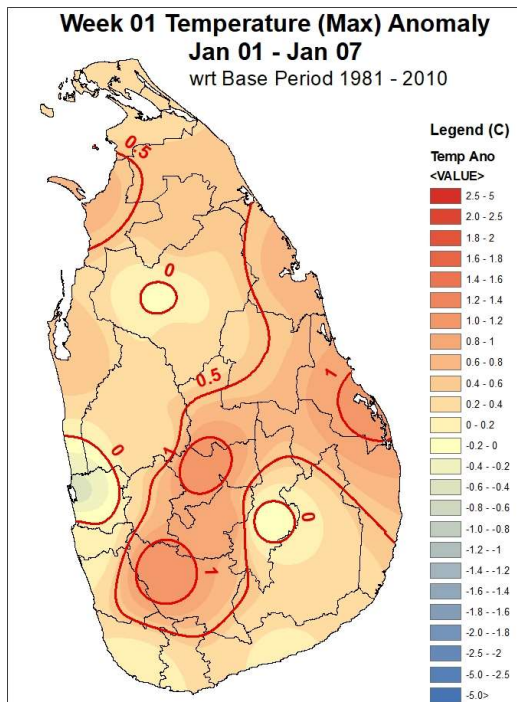 Week 01 Temperature (Max) Anomaly
Jan 01 - Jan 07
wrt Base Period 1981 - 2010
Legend (C)
Temp Ano
<VALUE>
2.5 - 5
2.0 - 2.5
1.8 - 2
1.6 - 1.8
1.4 - 1.6
1.2 - 1.4
1.0 - 1.2
0.8 - 1
0.6 - 0.8
0.4 - 0.6
0.2 - 0.4
0 - 0.2
-0.2 - 0
-0.4 - -0.2
-0.6 - -0.4
-0.8 - -0.6
-1.0 - -0.8
-1.2 - -1
-1.4 - -1.2
-1.6 - -1.4
-1.8 - -1.6
-2.0 - -1.8
-2.5 - -2
-5.0 - -2.5
-5.0>
0.5
0
0.5
1
0
1
0
1